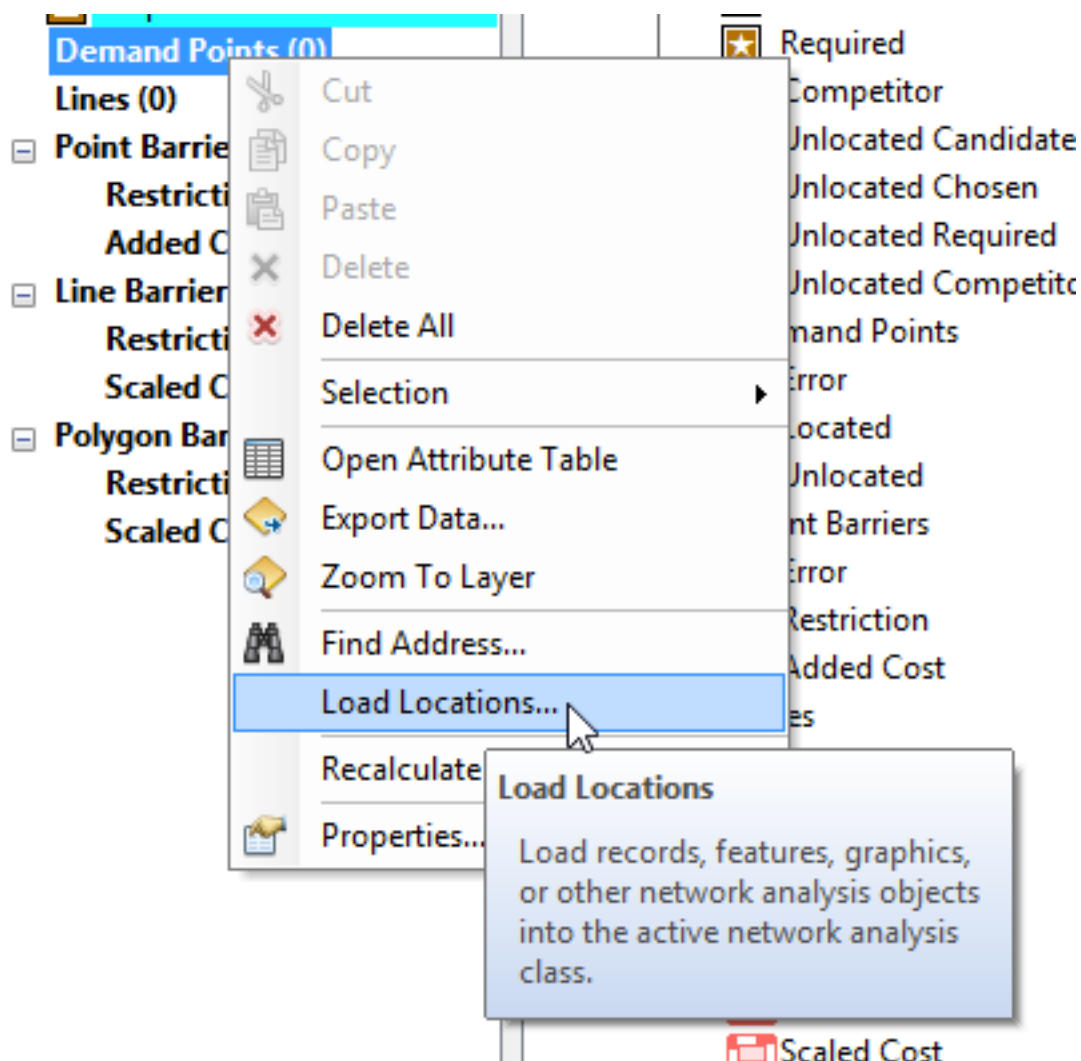 Demand Points (0)
Lines (0)
Point Barrie
Restricti
Added C
Line Barrier
Restricti
Scaled C
Polygon Bar
Restricti
Scaled C
Cut
Copy
Paste
Delete
Delete All
Selection
Open Attribute Table
Export Data...
Zoom To Layer
Find Address...
Load Locations...
Recalculate
Properties...
Load Locations
Load records, features, graphics,
or other network analysis objects
into the active network analysis
class.
Required
Competitor
Unlocated Candidate
Unlocated Chosen
Unlocated Required
Unlocated Competito
mand Points
Error
Located
Unlocated
nt Barriers
Error
Restriction
Added Cost
es
Scaled Cost